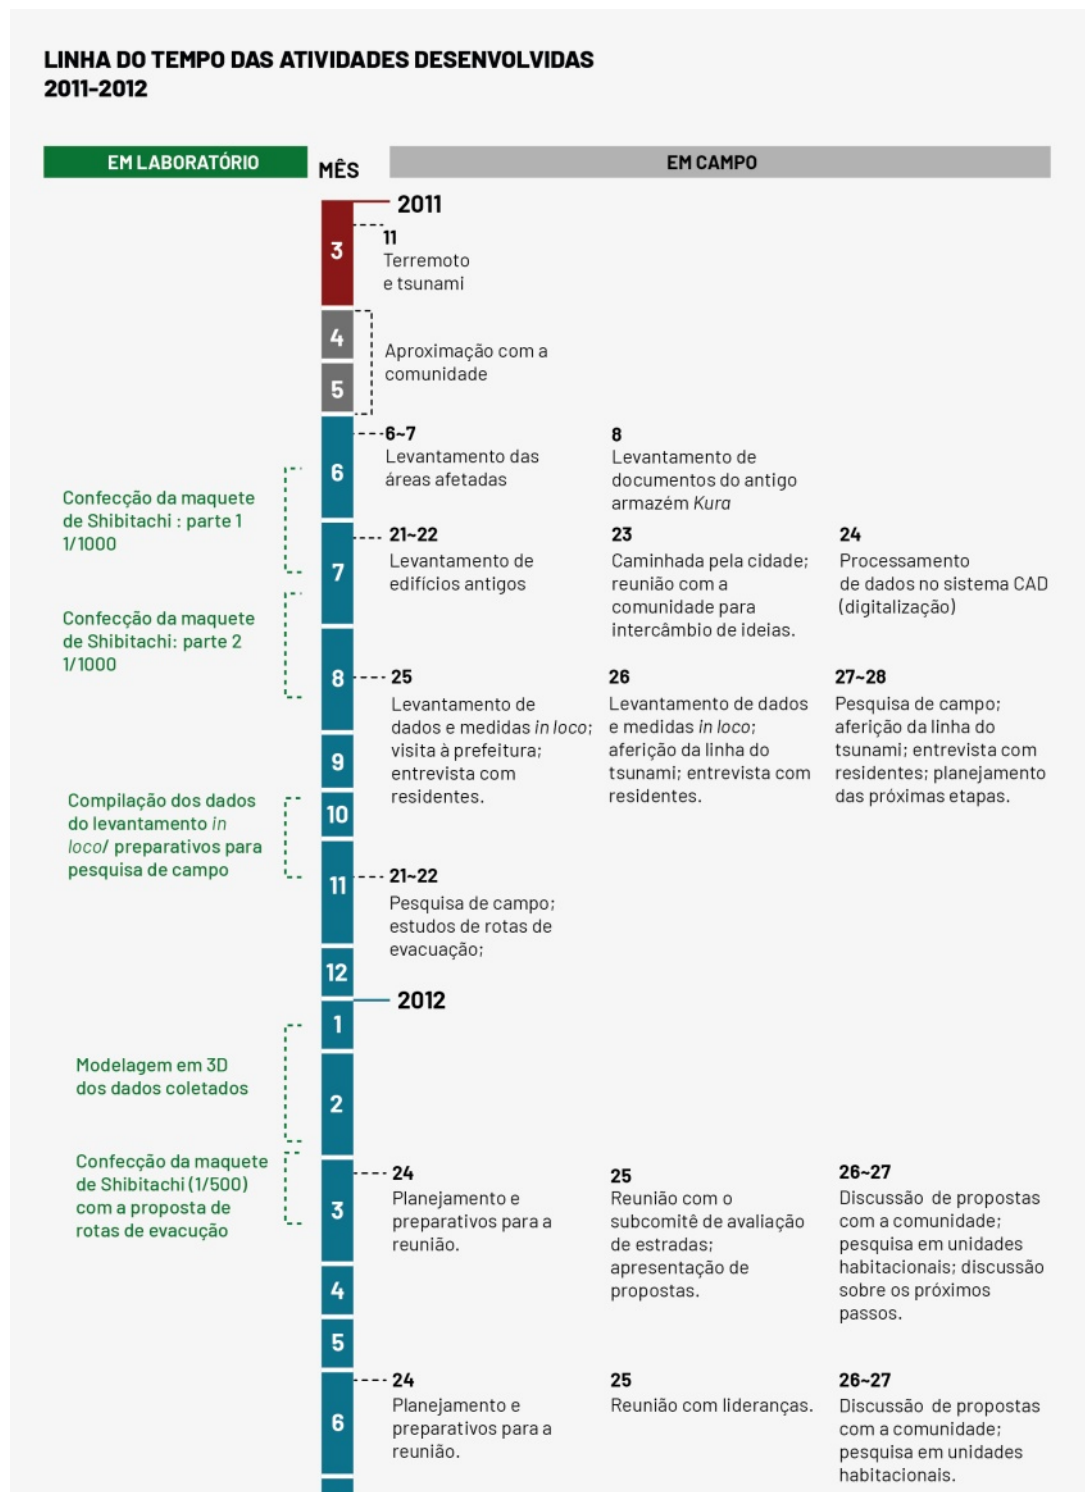 LINHA DO TEMPO DAS ATIVIDADES DESENVOLVIDAS
2011-2012
EM LABORATÓRIO
MÊS
EM CAMPO
2011
3
11
Terremoto
e tsunami
4
5
Aproximação com a
comunidade
6
6~7
Levantamento das
áreas afetadas
8
Levantamento de
documentos do antigo
armazém Kura
Confecção da maquete
de Shibitachi : parte 1
1/1000
7
21~22
Levantamento de
edifícios antigos
23
Caminhada pela cidade;
reunião com a
comunidade para
intercâmbio de ideias.
24
Processamento
de dados no sistema CAD
(digitalização)
Confecção da maquete
de Shibitachi: parte 2
1/1000
8
25
Levantamento de
dados e medidas in loco;
visita à prefeitura;
entrevista com
residentes.
26
Levantamento de dados
e medidas in loco;
aferição da linha do
tsunami; entrevista com
residentes.
27~28
Pesquisa de campo;
aferição da linha do
tsunami; entrevista com
residentes; planejamento
das próximas etapas.
9
Compilação dos dados
do levantamento in
loco/ preparativos para
pesquisa de campo
10
11
21~22
Pesquisa de campo;
estudos de rotas de
evacuação;
12
2012
1
Modelagem em 3D
dos dados coletados
2
Confecção da maquete
de Shibitachi (1/500)
com a proposta de
rotas de evacução
3
24
Planejamento e
preparativos para a
reunião.
25
Reunião com o
subcomitê de avaliação
de estradas;
apresentação de
propostas.
26~27
Discussão de propostas
com a comunidade;
pesquisa em unidades
habitacionais; discussão
sobre os próximos
passos.
4
5
6
24
Planejamento e
preparativos para a
reunião.
25
Reunião com lideranças.
26~27
Discussão de propostas
com a comunidade;
pesquisa em unidades
habitacionais.